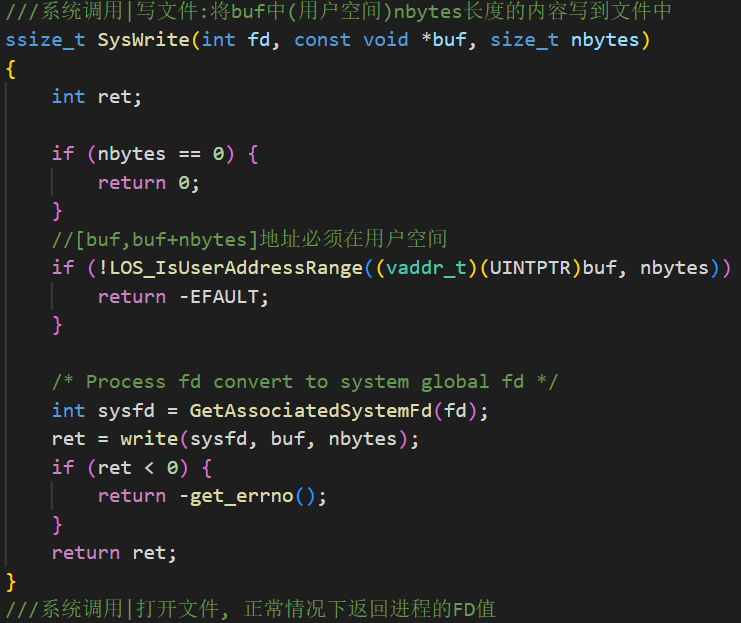 ///系统调用|写文件:将buf中(用户空间)nbytes长度的内容写到文件中
ssize_t SysWrite(int fd, const void *buf, size_t nbytes)
{
    int ret;

    if (nbytes == 0) {
        return 0;
    }
    //[buf,buf+nbytes]地址必须在用户空间
    if (!LOS_IsUserAddressRange((vaddr_t)(UINTPTR)buf, nbytes))
        return -EFAULT;
    }

    /* Process fd convert to system global fd */
    int sysfd = GetAssociatedSystemFd(fd);
    ret = write(sysfd, buf, nbytes);
    if (ret < 0) {
        return -get_errno();
    }
    return ret;
}
///系统调用|打开文件, 正常情况下返回进程的FD值